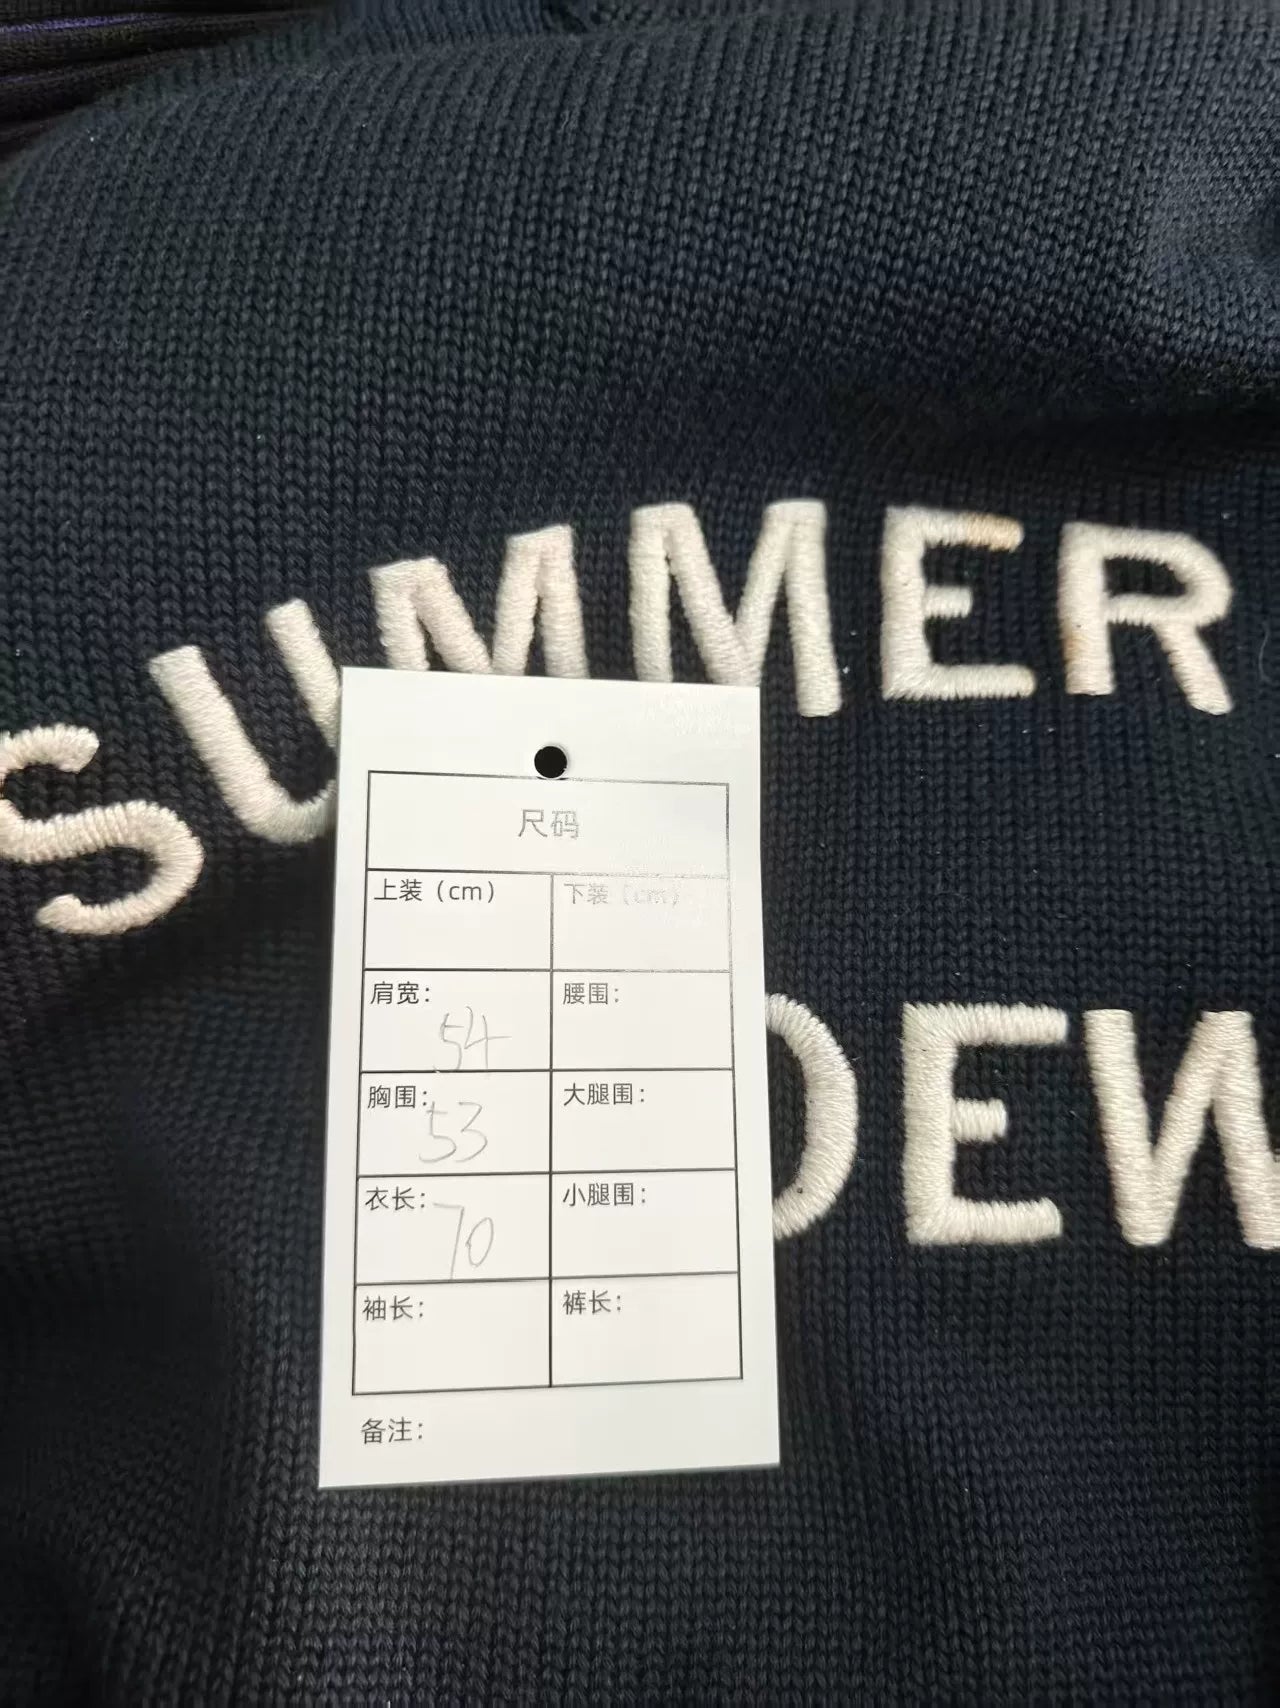 SUMMER
DEW
尺码
上装（cm） 下装（cm）
肩宽：54 腰围：
胸围：53 大腿围：
衣长：70 小腿围：
袖长： 裤长：
备注：